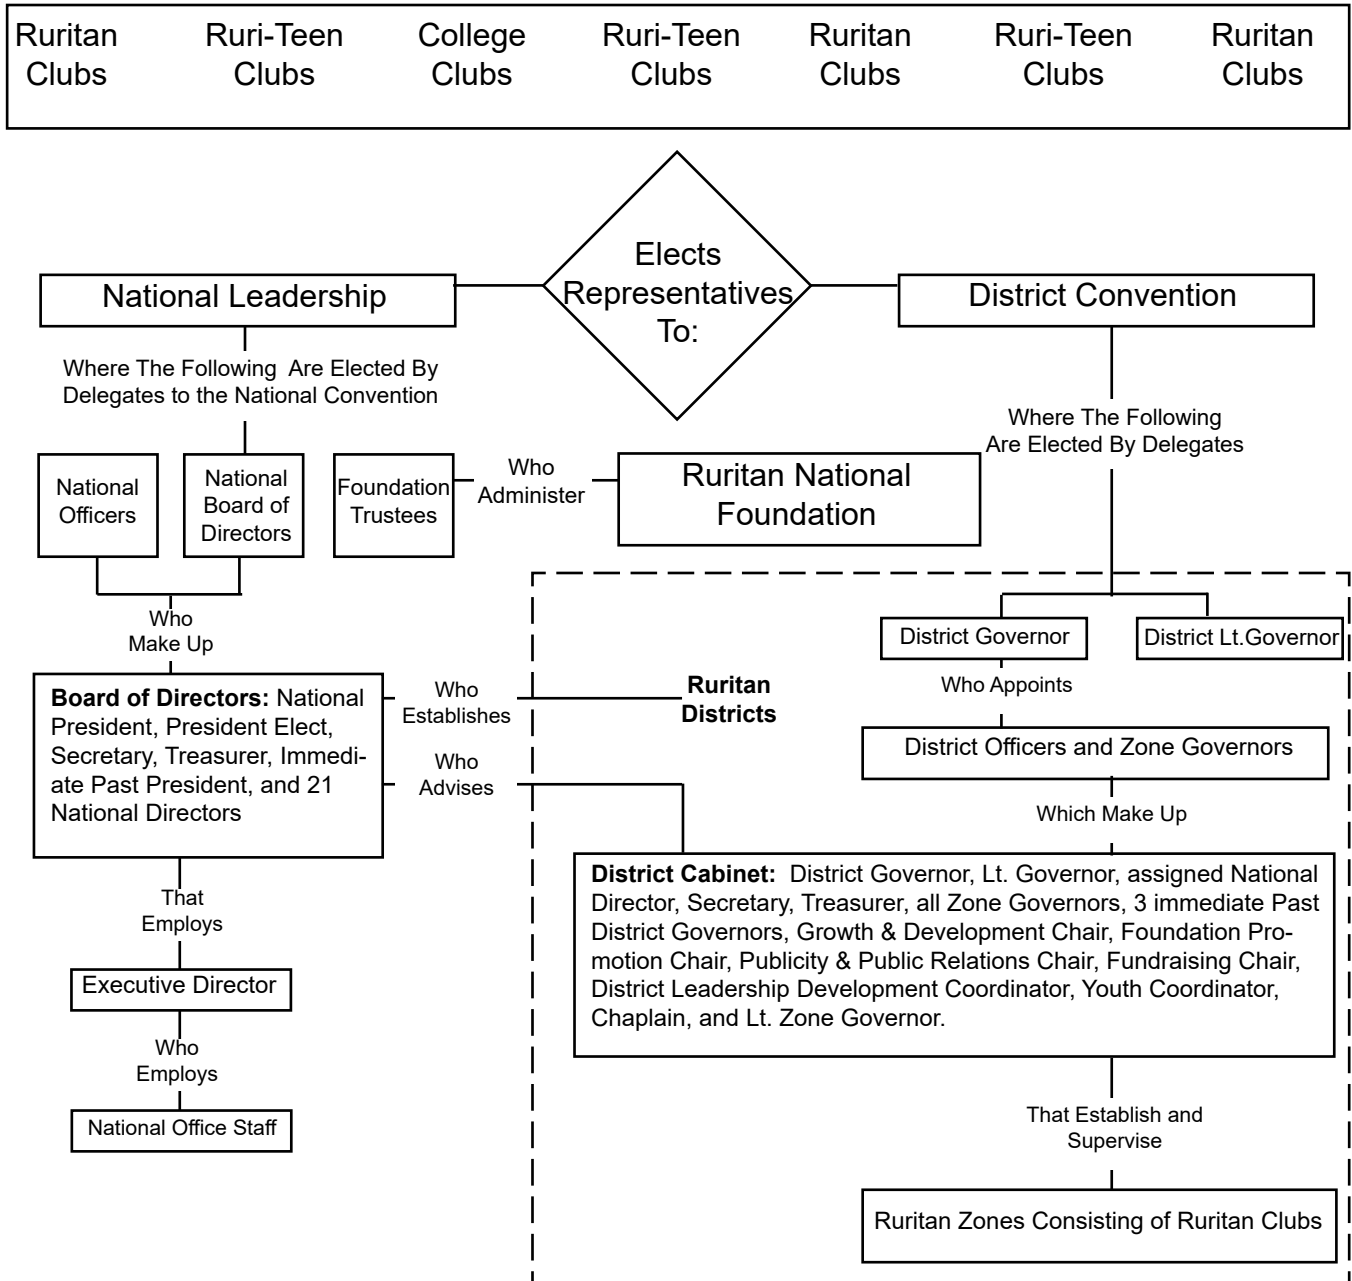 Ruritan Clubs
Ruri-Teen Clubs
College Clubs
Ruri-Teen Clubs
Ruritan Clubs
Ruri-Teen Clubs
Ruritan Clubs
Elects
Representatives
To:
National Leadership
District Convention
Where The Following  Are Elected By
Delegates to the National Convention
Where The Following
Are Elected By Delegates
National
Officers
National
Board of
Directors
Foundation
Trustees
Who
Administer
Ruritan National
Foundation
Who
Make Up
District Governor
District Lt.Governor
Who Appoints
Board of Directors: National
President, President Elect,
Secretary, Treasurer, Immedi-
ate Past President, and 21
National Directors
Who
Establishes
Ruritan
Districts
Who
Advises
District Officers and Zone Governors
Which Make Up
District Cabinet:  District Governor, Lt. Governor, assigned National
Director, Secretary, Treasurer, all Zone Governors, 3 immediate Past
District Governors, Growth & Development Chair, Foundation Pro-
motion Chair, Publicity & Public Relations Chair, Fundraising Chair,
District Leadership Development Coordinator, Youth Coordinator,
Chaplain, and Lt. Zone Governor.
That
Employs
Executive Director
Who
Employs
National Office Staff
That Establish and
Supervise
Ruritan Zones Consisting of Ruritan Clubs